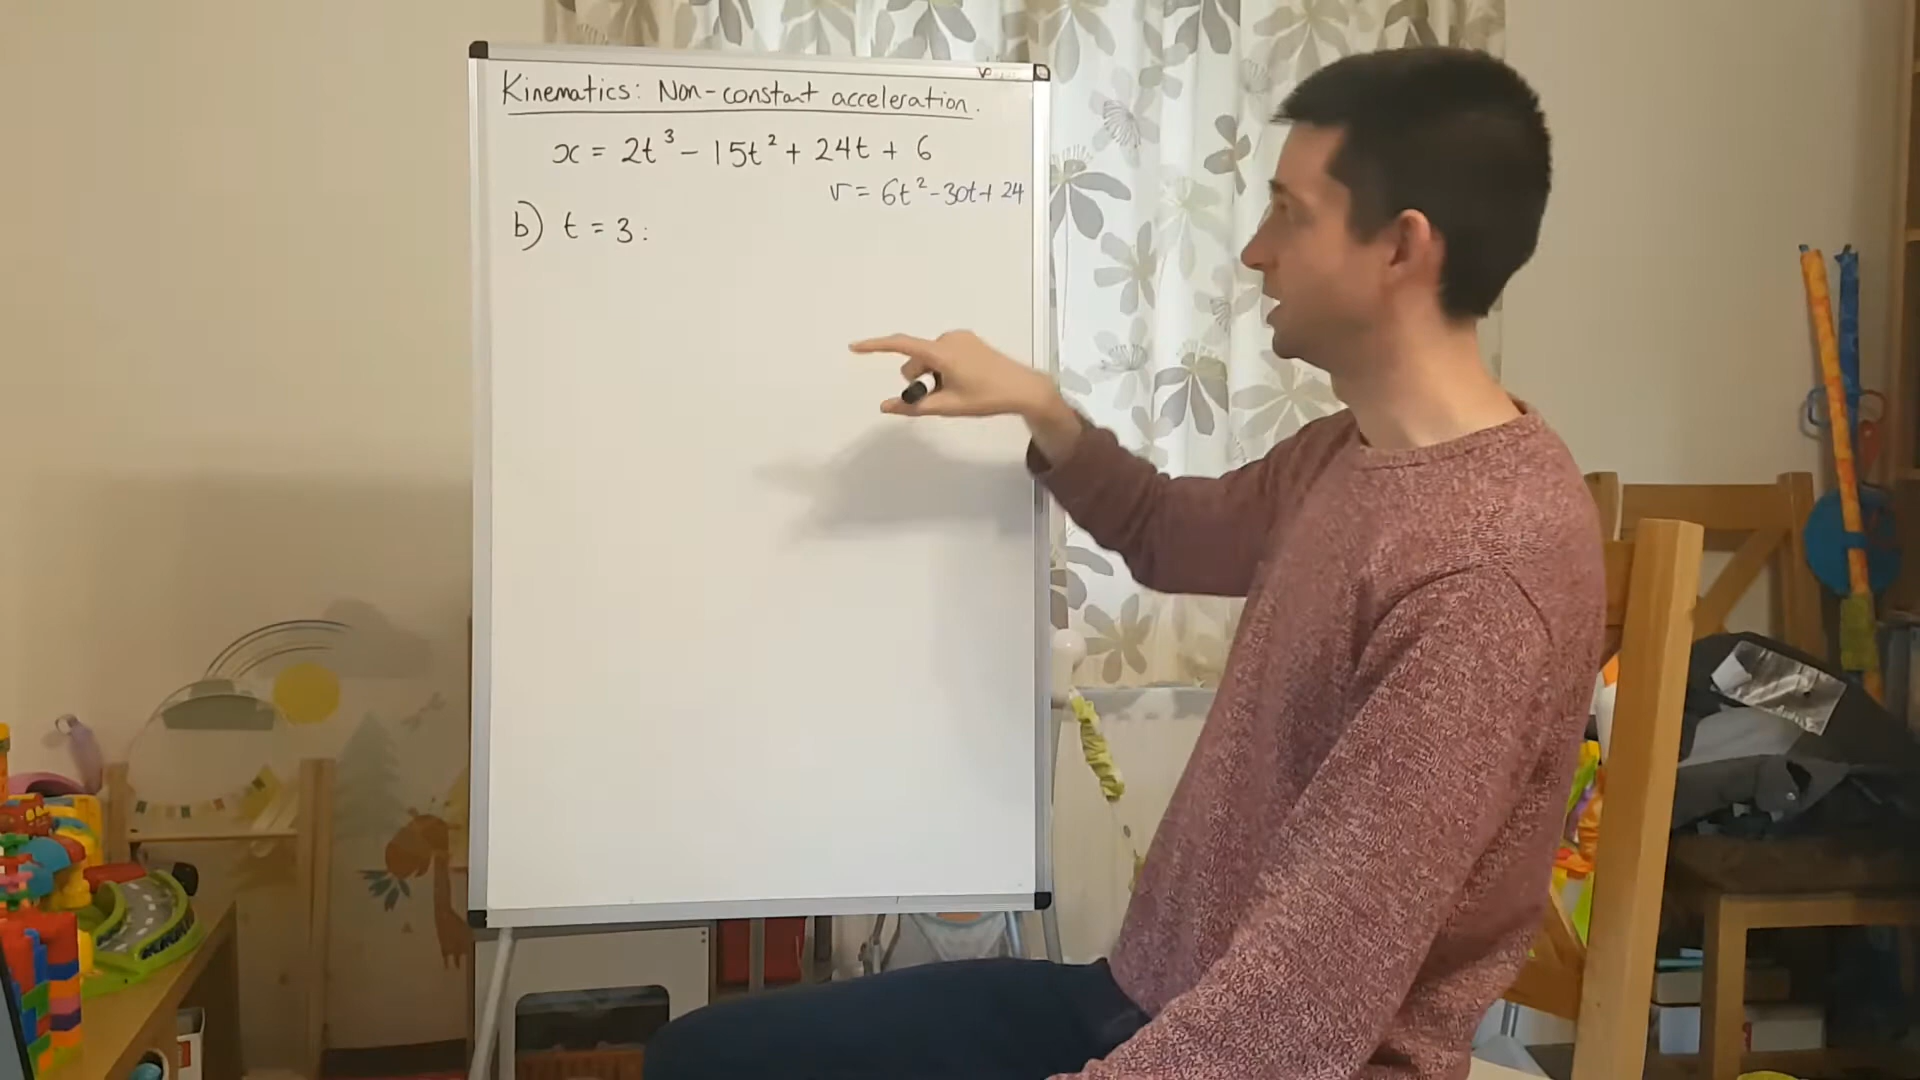 Kinematics: Non-constant acceleration.
x = 2t³ - 15t² + 24t + 6
v = 6t² - 30t + 24
b) t = 3: